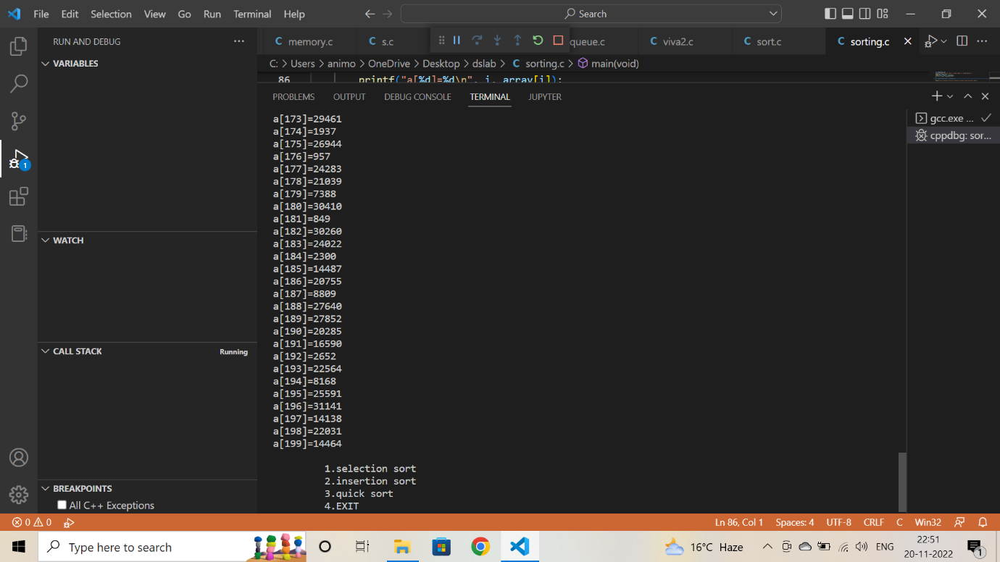 File Edit Selection View Go Run Terminal Help
Search
RUN AND DEBUG
memory.c
s.c
queue.c
viva2.c
sort.c
sorting.c
VARIABLES
C: > Users > animo > OneDrive > Desktop > dslab > C sorting.c > main(void)
86 printf("a[%d]=%d\n", i, array[i]);
PROBLEMS OUTPUT DEBUG CONSOLE TERMINAL JUPYTER
gcc.exe ...
cppdbg: sor...
a[173]=29461
a[174]=1937
a[175]=26944
a[176]=957
a[177]=24283
a[178]=21039
a[179]=7388
a[180]=30410
a[181]=849
a[182]=30260
a[183]=24022
a[184]=2300
a[185]=14487
a[186]=20755
a[187]=8809
a[188]=27640
a[189]=27852
a[190]=20285
a[191]=16590
a[192]=2652
a[193]=22564
a[194]=8168
a[195]=25591
a[196]=31141
a[197]=14138
a[198]=22031
a[199]=14464
1.selection sort
2.insertion sort
3.quick sort
4.EXIT
1
WATCH
CALL STACK Running
BREAKPOINTS
All C++ Exceptions
0 0
Ln 86, Col 1 Spaces: 4 UTF-8 CRLF C Win32
Type here to search
16°C Haze
ENG
22:51
20-11-2022
1